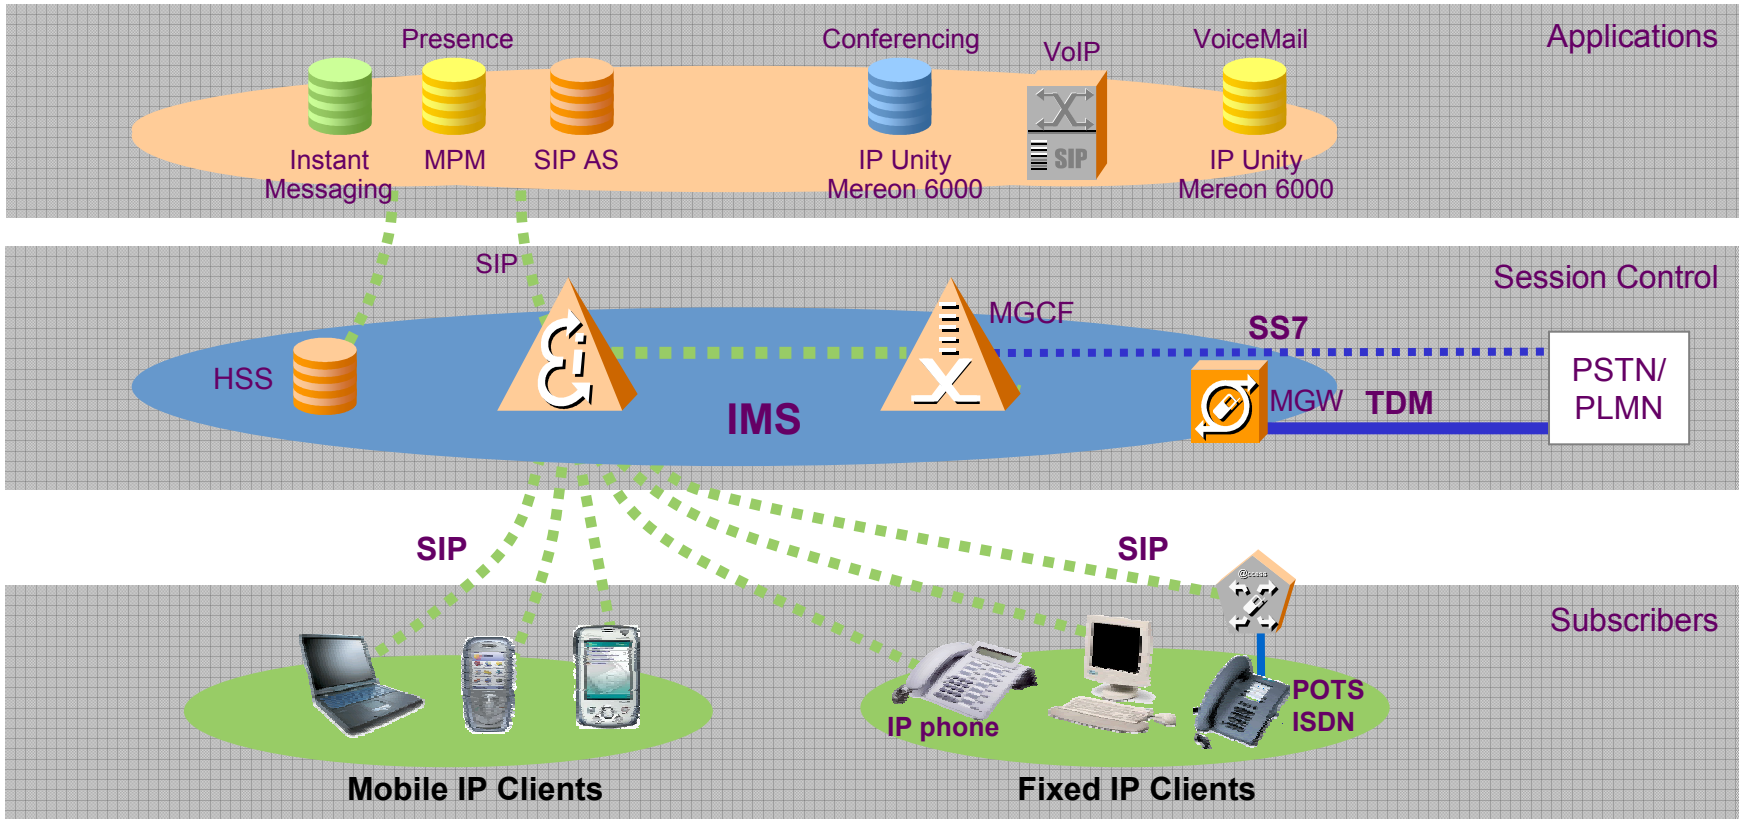 Presence
Conferencing
VoIP
VoiceMail
Applications
Instant
Messaging
MPM
SIP AS
IP Unity
Mereon 6000
SIP
IP Unity
Mereon 6000
SIP
Session Control
MGCF
SS7
HSS
PSTN/
PLMN
MGW
TDM
IMS
SIP
SIP
@ccess
Subscribers
POTS
ISDN
IP phone
Mobile IP Clients
Fixed IP Clients